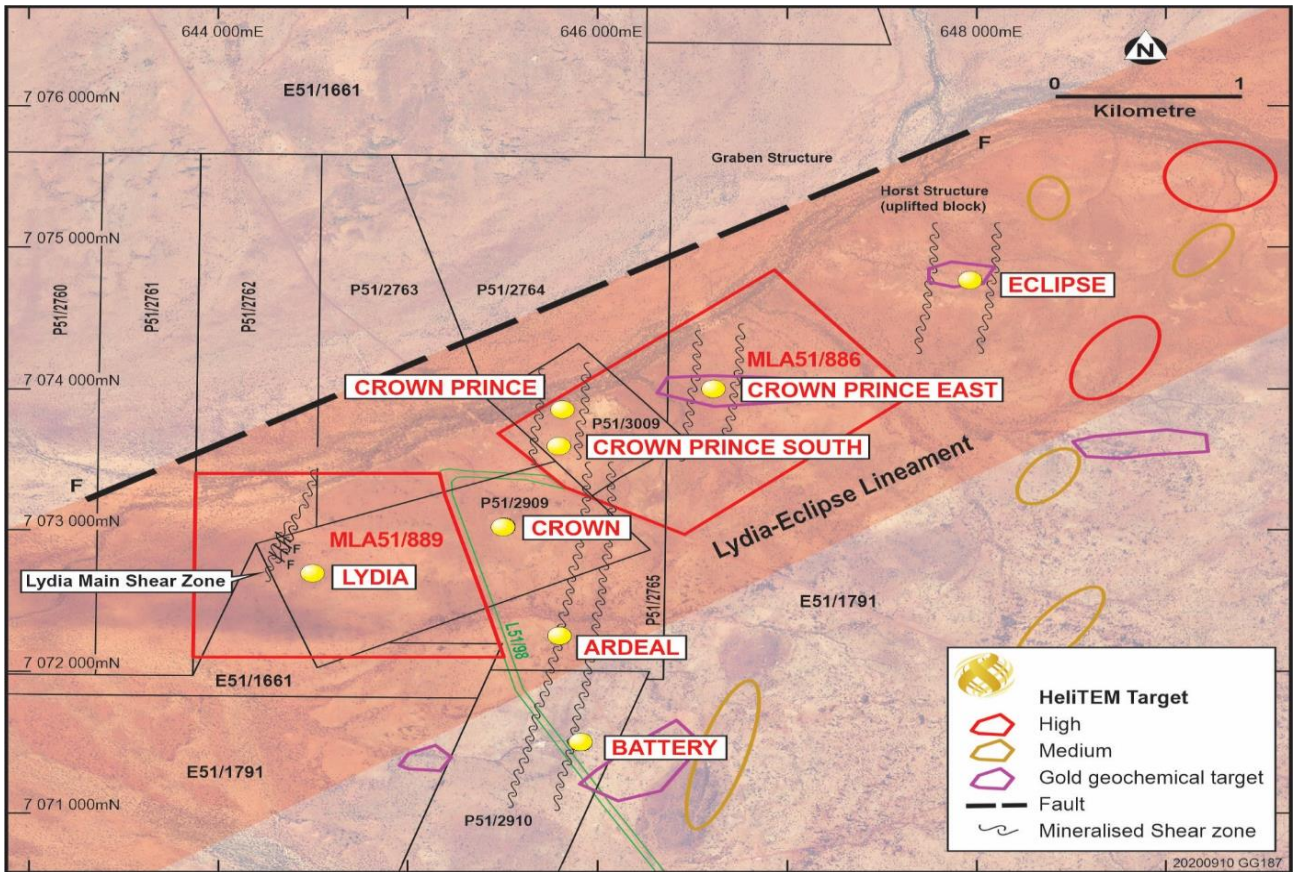 644 000mE
646 000mE
648 000mE
N
0
1
Kilometre
E51/1661
7 076 000mN
Graben Structure
F
Horst Structure
(uplifted block)
7 075 000mN
P51/2760
P51/2761
P51/2762
P51/2763
P51/2764
ECLIPSE
7 074 000mN
CROWN PRINCE
MLA51/886
CROWN PRINCE EAST
P51/3009
CROWN PRINCE SOUTH
Lydia-Eclipse Lineament
F
7 073 000mN
P51/2909
CROWN
MLA51/889
F
F
Lydia Main Shear Zone
LYDIA
P51/2765
E51/1791
L51/98
ARDEAL
7 072 000mN
E51/1661
BATTERY
E51/1791
7 071 000mN
P51/2910
HeliTEM Target
High
Medium
Gold geochemical target
Fault
Mineralised Shear zone
20200910 GG187